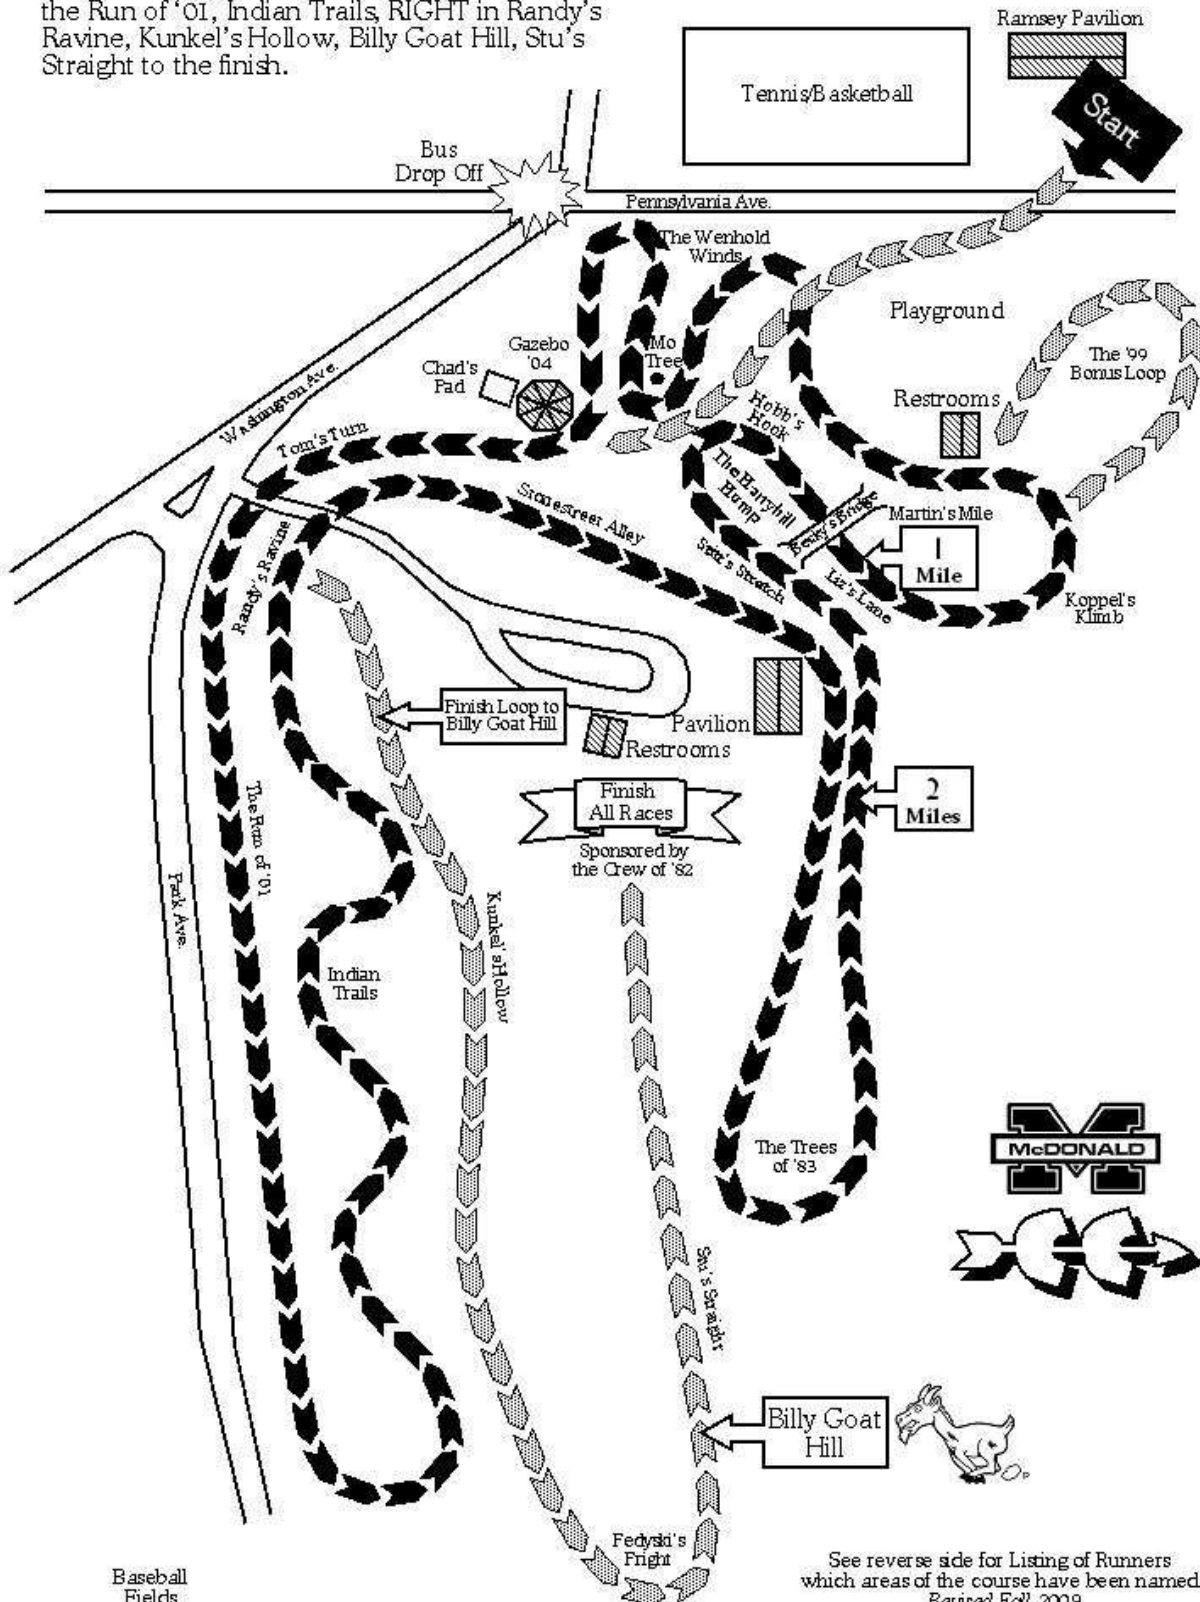 the Run of ‘01, Indian Trails, RIGHT in Randy’s
Ravine, Kunkel’s Hollow, Billy Goat Hill, Stu’s
Straight to the finish.
Ramsey Pavilion
Start
Tennis/Basketball
Bus
Drop Off
Pennsylvania Ave.
The Wenhold
Winds
Playground
The '99
Bonus Loop
Gazebo
'04
Mo
Tree
Chad's
Pad
Restrooms
Washington Ave.
Hobb's
Hook
Tom's Turn
The Harryhill
Hump
Stonestreet Alley
Becky's Bridge
Martin's Mile
1
Mile
Randy's Ravine
Stitz's Stretch
Liz's Lane
Koppel's
Klimb
Finish Loop to
Billy Goat Hill
Pavilion
Restrooms
Finish
All Races
2
Miles
Sponsored by
the Crew of '82
The Run of '01
Park Ave.
Kunkel's Hollow
Indian
Trails
The Trees
of '83
M
McDONALD
Stu's Straight
Billy Goat
Hill
Fedyski's
Fright
Baseball
Fields
See reverse side for Listing of Runners
which areas of the course have been named
Revised Fall 2009